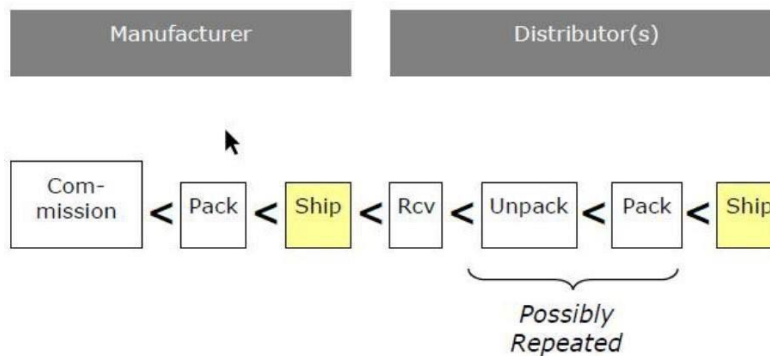 Manufacturer
Distributor(s)
Com-
mission
<
Pack
<
Ship
<
Rcv
<
Unpack
<
Pack
<
Ship
Possibly
Repeated